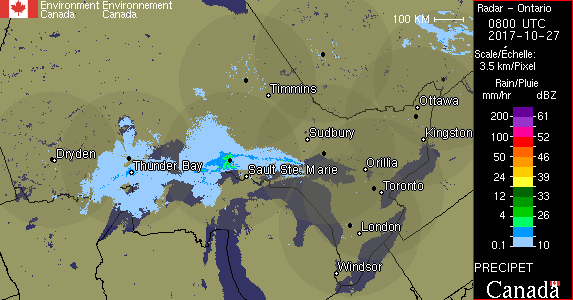 Environment Environnement
Canada Canada
100 KM
Timmins
Ottawa
Sudbury
Kingston
Dryden
Thunder Bay
Sault Ste. Marie
Orillia
Toronto
London
Windsor
Radar - Ontario
0800 UTC
2017-10-27
Scale/Échelle:
3.5 km/Pixel
Rain/Pluie
mm/hr dBZ
200 61
100 52
50 46
24 39
12 33
4 26
0.1 10
PRECIPET
Canada